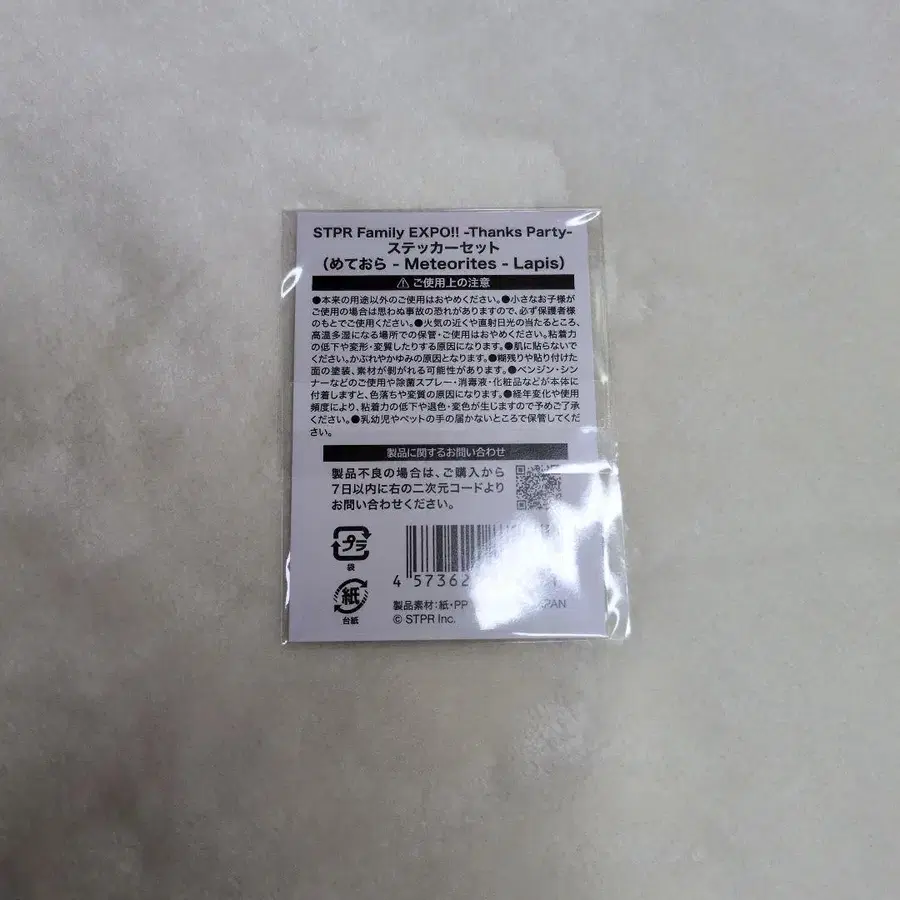 STPR Family EXPO!! -Thanks Party-
ステッカーセット
（めておら - Meteorites - Lapis）
⚠ご使用上の注意
●本来の用途以外のご使用はおやめください。●小さなお子様が
ご使用の場合は思わぬ事故の恐れがありますので、必ず保護者様
のもとでご使用ください。●火気の近くや直射日光の当たるところ、
高温多湿になる場所での保管・ご使用はおやめください。粘着力
の低下や変形・変質したりする原因になります。●肌に貼らないで
ください。かぶれやかゆみの原因となります。●糊残りや貼り付けた
面の塗装、素材が剥がれる可能性があります。●ベンジン・シン
ナーなどのご使用や除菌スプレー・消毒液・化粧品などが本体に
付着しますと、色落ちや変質の原因になります。●経年変化や使用
頻度により、粘着力の低下や退色・変色が生じますので予めご了承
ください。●乳幼児やペットの手の届かないところで保管してくだ
さい。
製品に関するお問い合わせ
製品不良の場合は、ご購入から
7日以内に右の二次元コードより
お問い合わせください。
プラ
袋
4 57362
紙
台紙
製品素材：紙・PP
© STPR Inc.